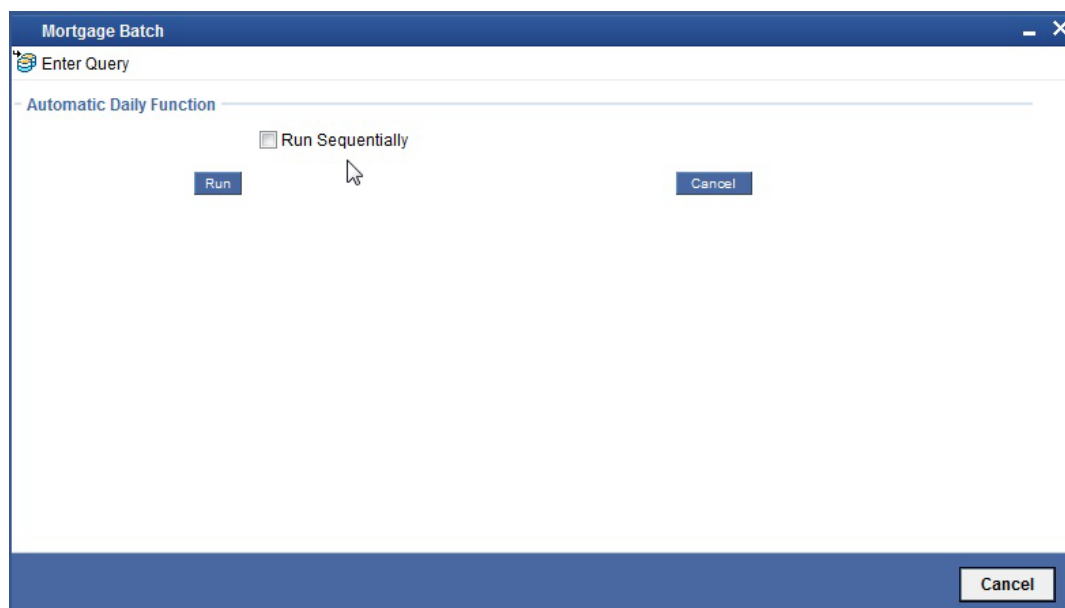 Mortgage Batch
Enter Query
Automatic Daily Function
Run Sequentially
Run Cancel
Cancel